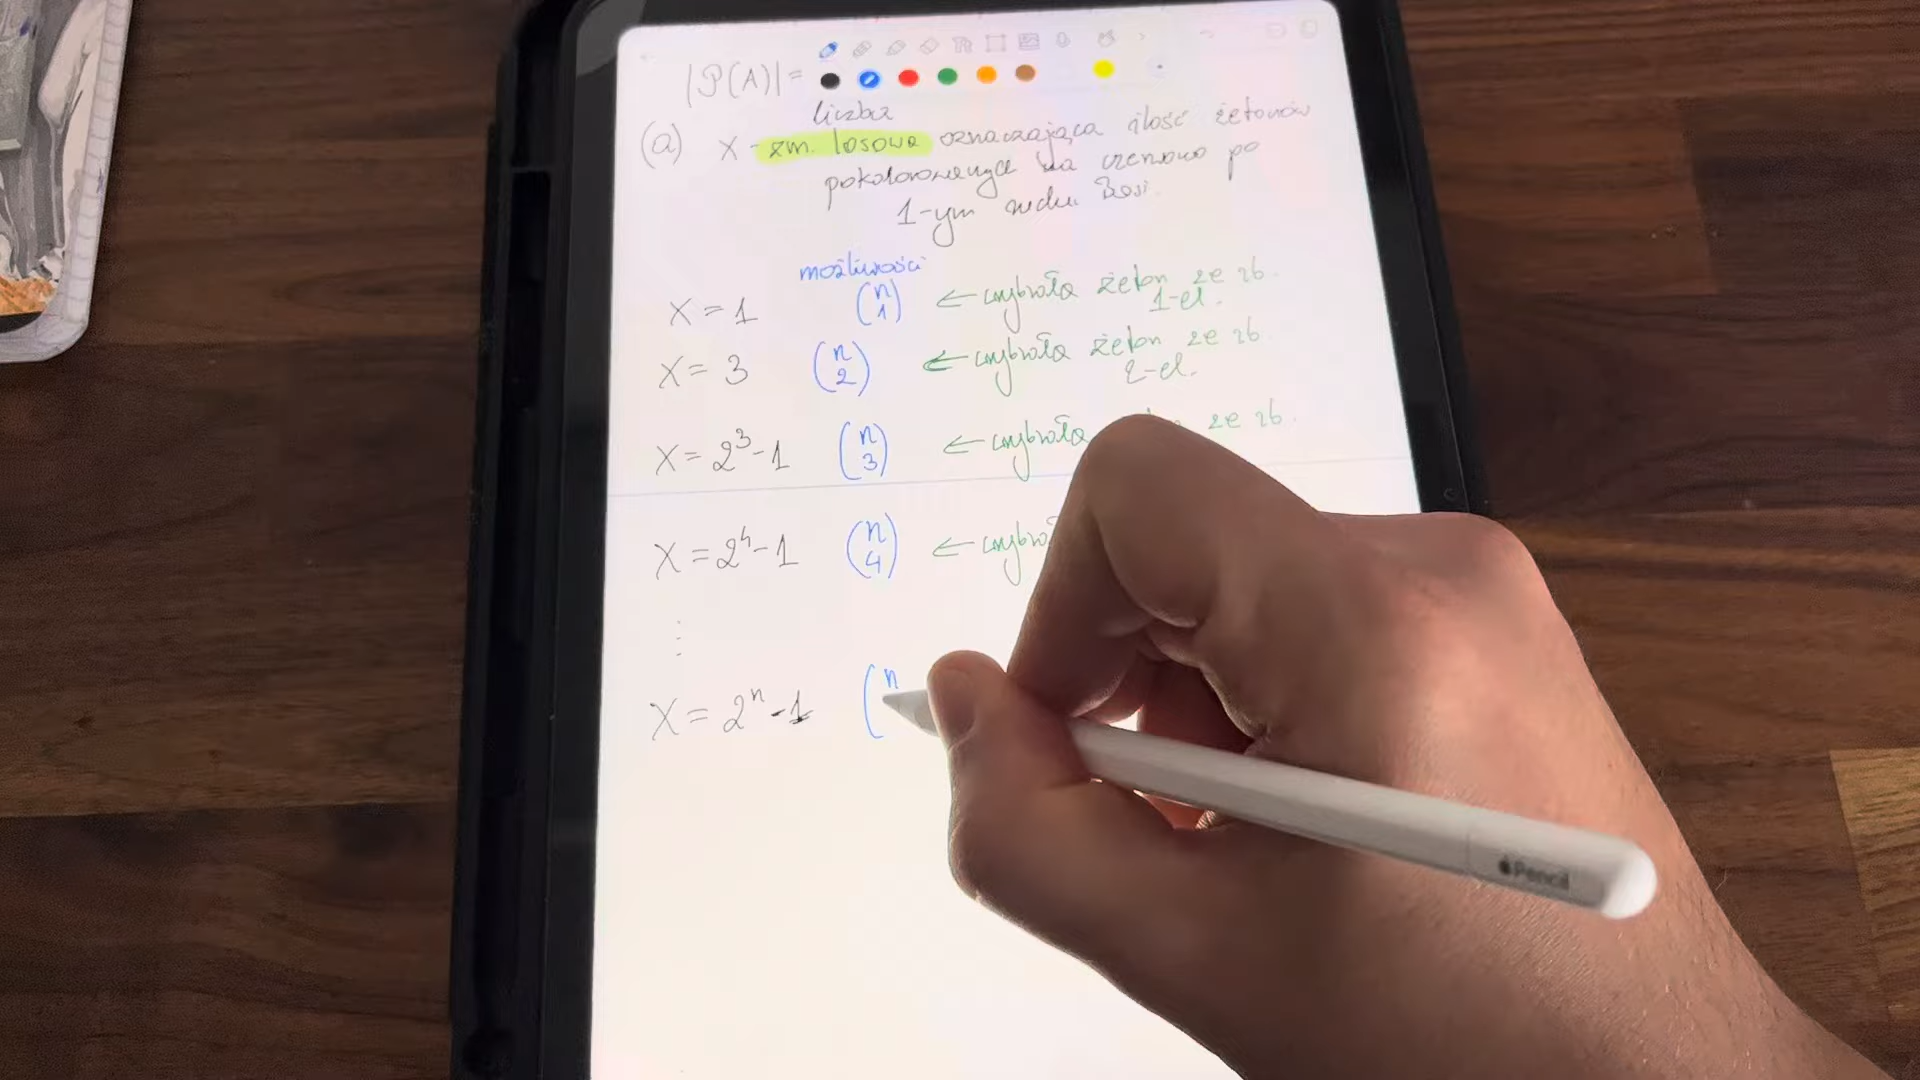 |P(A)| =
liczba
(a) X - zm. losowa oznaczająca ilość żetonów
pokolorowanych na czerwono po
1-ym ruchu Zosi.
możliwości
X = 1 (n 1) ← wybrała żeton ze zb.
1-el.
X = 3 (n 2) ← wybrała żeton ze zb.
2-el.
X = 2³-1 (n 3) ← wybrała ze zb.
X = 2⁴-1 (n 4) ←
⋮
X = 2ⁿ-1 (n
Pencil